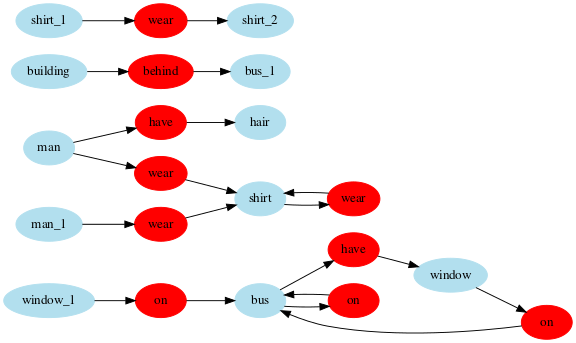 shirt_1 wear shirt_2
building behind bus_1
man have hair
wear
shirt wear
man_1 wear
have
window
window_1 on bus on
on